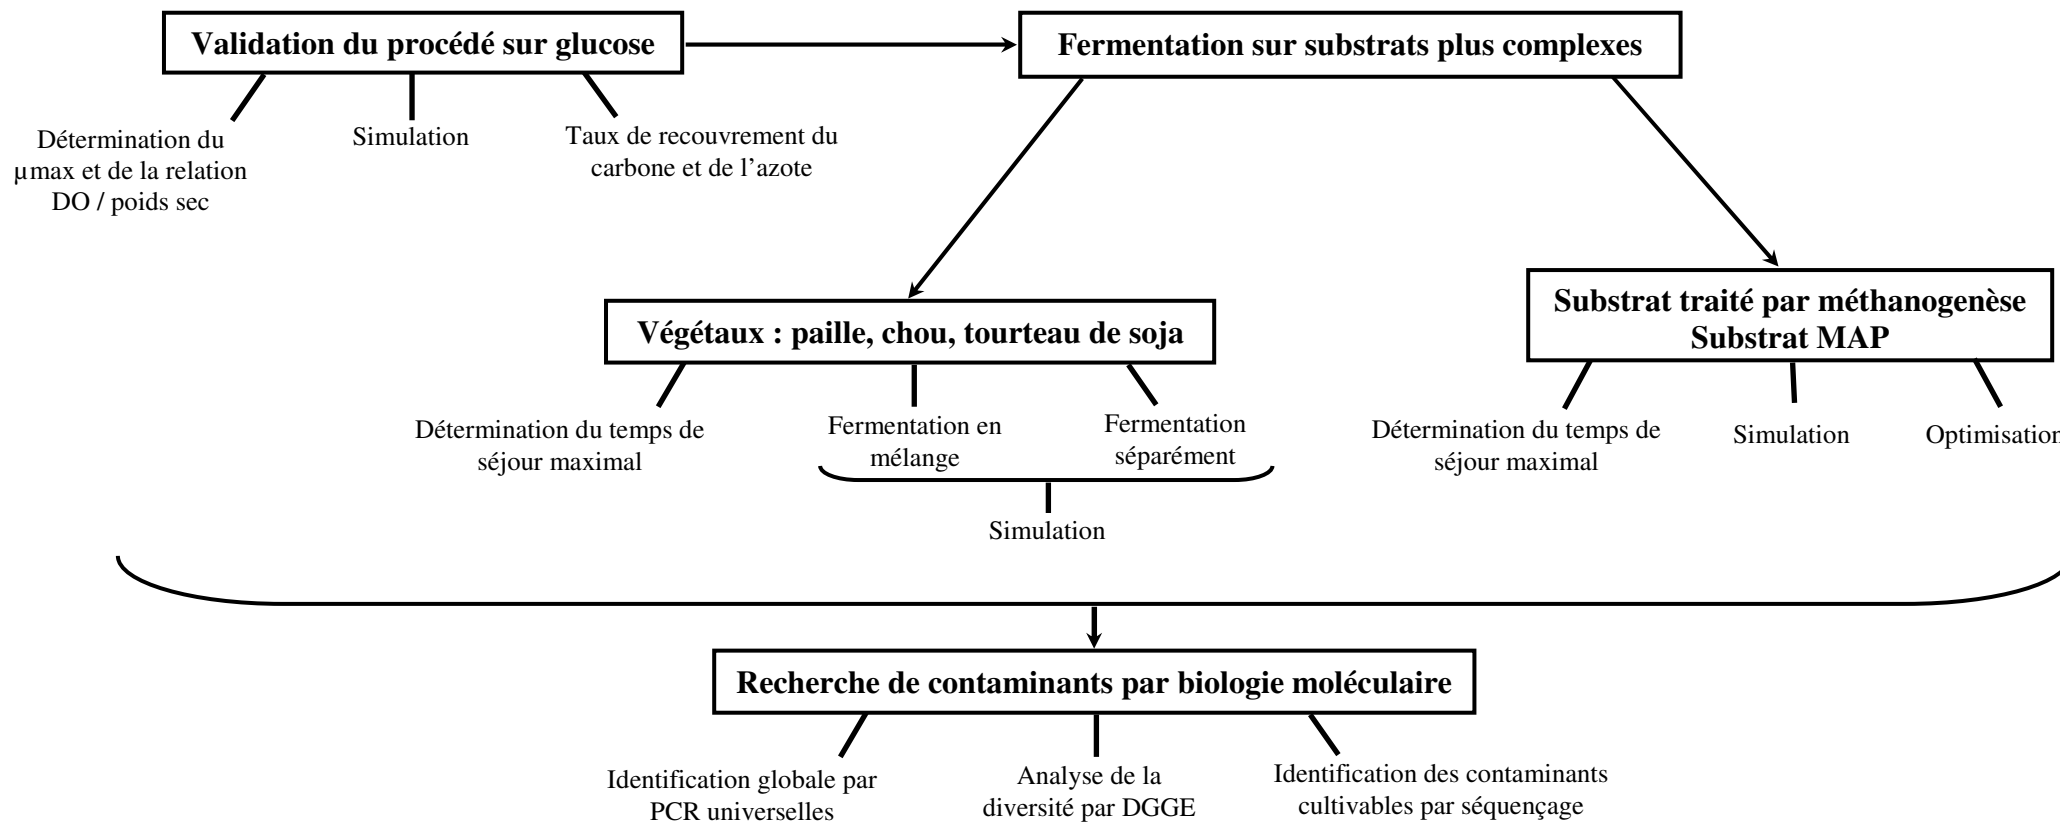 Validation du procédé sur glucose
Fermentation sur substrats plus complexes
Détermination du
µmax et de la relation
DO / poids sec
Simulation
Taux de recouvrement du
carbone et de l’azote
Végétaux : paille, chou, tourteau de soja
Substrat traité par méthanogenèse
Substrat MAP
Détermination du temps de
séjour maximal
Fermentation en
mélange
Fermentation
séparément
Simulation
Détermination du temps de
séjour maximal
Simulation
Optimisation
Recherche de contaminants par biologie moléculaire
Identification globale par
PCR universelles
Analyse de la
diversité par DGGE
Identification des contaminants
cultivables par séquençage